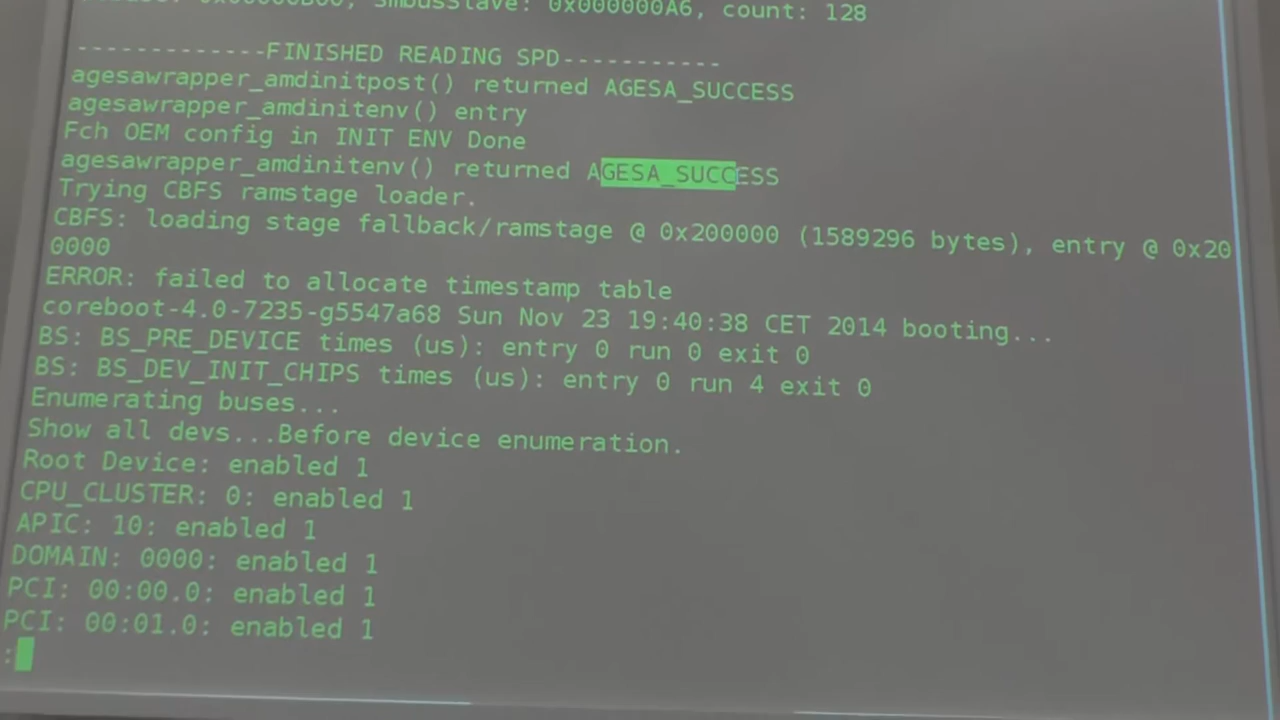 0x00000B00, SmbusSlave: 0x000000A6, count: 128
-------------FINISHED READING SPD-----------
agesawrapper_amdinitpost() returned AGESA_SUCCESS
agesawrapper_amdinitenv() entry
Fch OEM config in INIT ENV Done
agesawrapper_amdinitenv() returned AGESA_SUCCESS
Trying CBFS ramstage loader.
CBFS: loading stage fallback/ramstage @ 0x200000 (1589296 bytes), entry @ 0x20
0000
ERROR: failed to allocate timestamp table
coreboot-4.0-7235-g5547a68 Sun Nov 23 19:40:38 CET 2014 booting...
BS: BS_PRE_DEVICE times (us): entry 0 run 0 exit 0
BS: BS_DEV_INIT_CHIPS times (us): entry 0 run 4 exit 0
Enumerating buses...
Show all devs...Before device enumeration.
Root Device: enabled 1
CPU_CLUSTER: 0: enabled 1
APIC: 10: enabled 1
DOMAIN: 0000: enabled 1
PCI: 00:00.0: enabled 1
PCI: 00:01.0: enabled 1
: